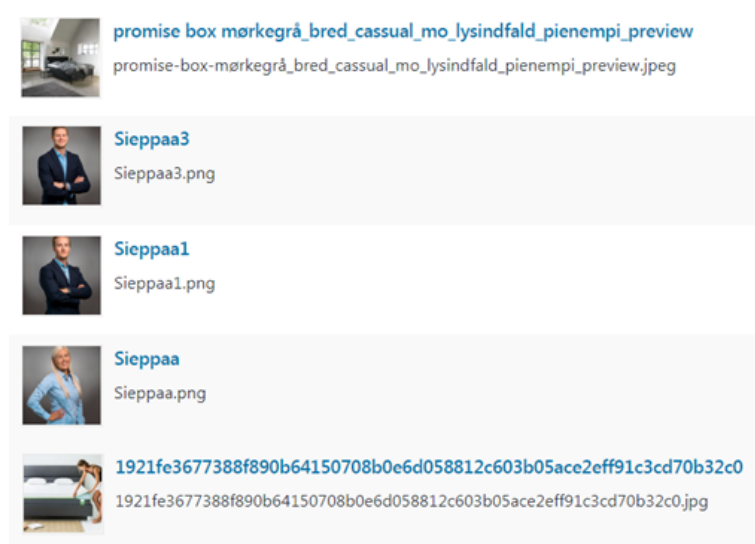 promise box mørkegrå_bred_cassual_mo_lysindfald_pienempi_preview
promise-box-mørkegrå_bred_cassual_mo_lysindfald_pienempi_preview.jpeg
Sieppaa3
Sieppaa3.png
Sieppaa1
Sieppaa1.png
Sieppaa
Sieppaa.png
1921fe3677388f890b64150708b0e6d058812c603b05ace2eff91c3cd70b32c0
1921fe3677388f890b64150708b0e6d058812c603b05ace2eff91c3cd70b32c0.jpg